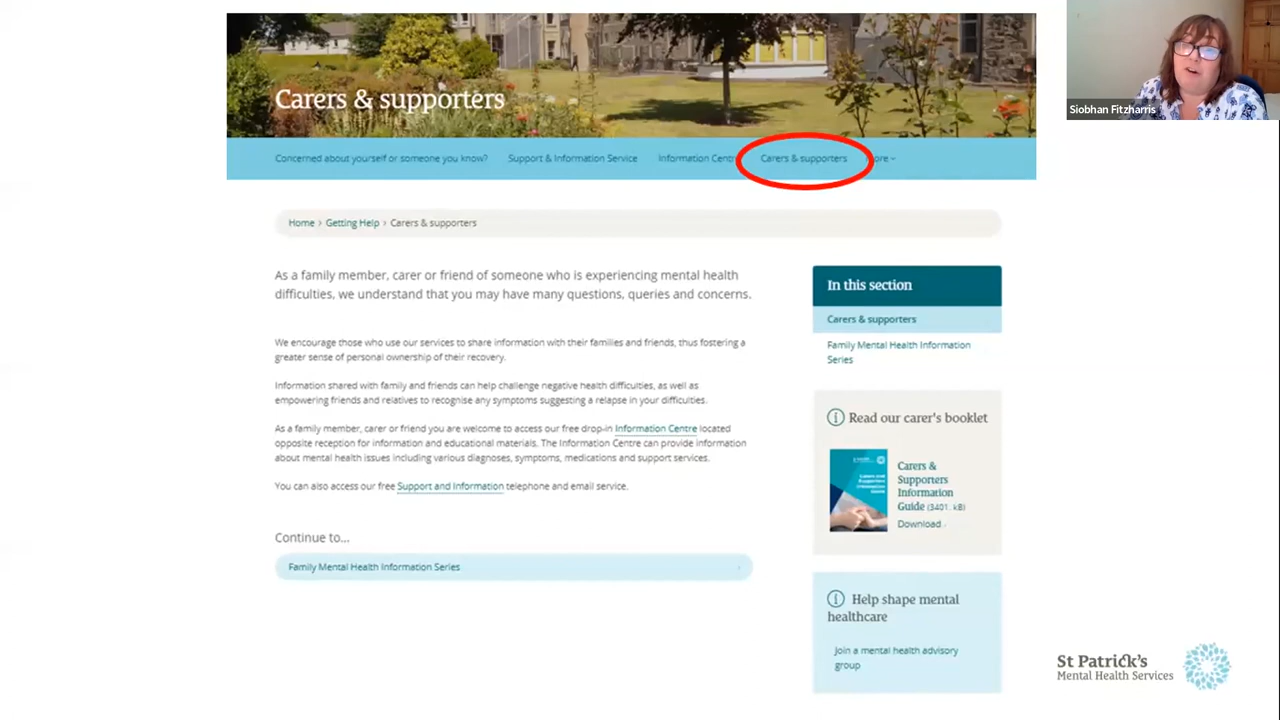 Carers & supporters
Siobhan Fitzharris
Concerned about yourself or someone you know?
Support & Information Service
Information Centr
Carers & supporters
ore
Home > Getting Help > Carers & supporters
As a family member, carer or friend of someone who is experiencing mental health
difficulties, we understand that you may have many questions, queries and concerns.
We encourage those who use our services to share information with their families and friends, thus fostering a
greater sense of personal ownership of their recovery.
Information shared with family and friends can help challenge negative health difficulties, as well as
empowering friends and relatives to recognise any symptoms suggesting a relapse in your difficulties.
As a family member, carer or friend you are welcome to access our free drop-in Information Centre located
opposite reception for information and educational materials. The Information Centre can provide information
about mental health issues including various diagnoses, symptoms, medications and support services.
You can also access our free Support and Information telephone and email service.
Continue to...
Family Mental Health Information Series
In this section
Carers & supporters
Family Mental Health Information
Series
Read our carer's booklet
Carers and
Supporters
Information
Guide
Carers &
Supporters
Information
Guide (3401. kB)
Download
Help shape mental
healthcare
Join a mental health advisory
group
St Patrick's
Mental Health Services